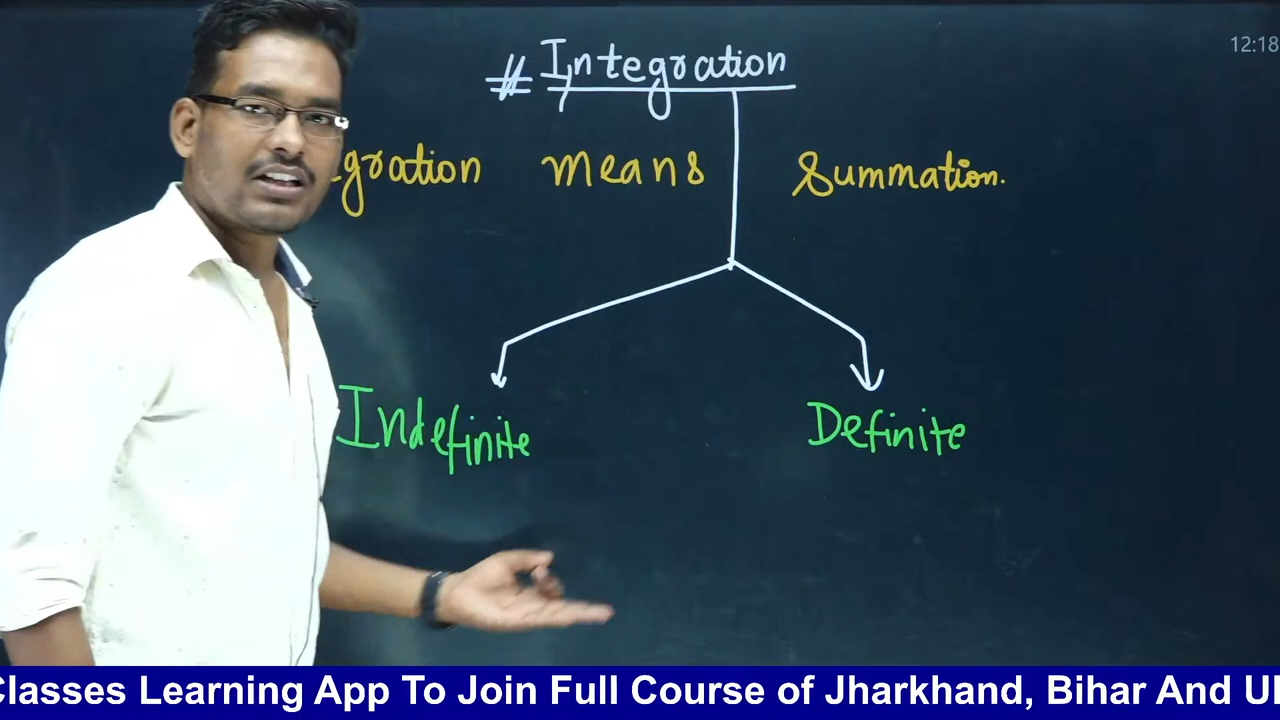 # Integration
12:18
gration means Summation.
Indefinite Definite
Classes Learning App To Join Full Course of Jharkhand, Bihar And U